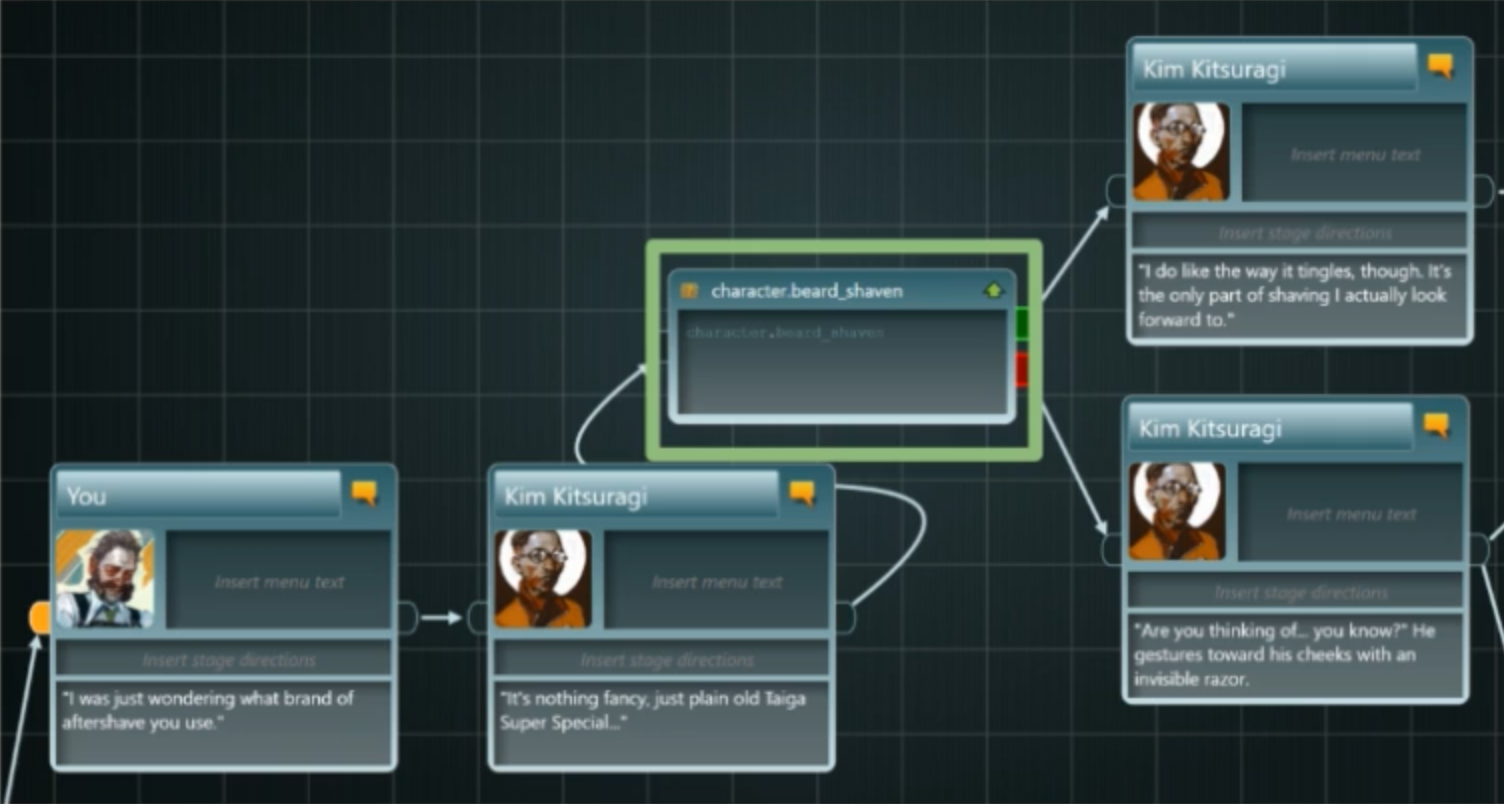 Kim Kitsuragi
Insert menu text
Insert stage directions
"I do like the way it tingles, though. It's
the only part of shaving I actually look
forward to."
character.beard_shaven
character.beard_shaven
Kim Kitsuragi
Insert menu text
Insert stage directions
"Are you thinking of... you know?" He
gestures toward his cheeks with an
invisible razor.
You
Insert menu text
Insert stage directions
"I was just wondering what brand of
aftershave you use."
Kim Kitsuragi
Insert menu text
Insert stage directions
"It's nothing fancy, just plain old Taiga
Super Special..."